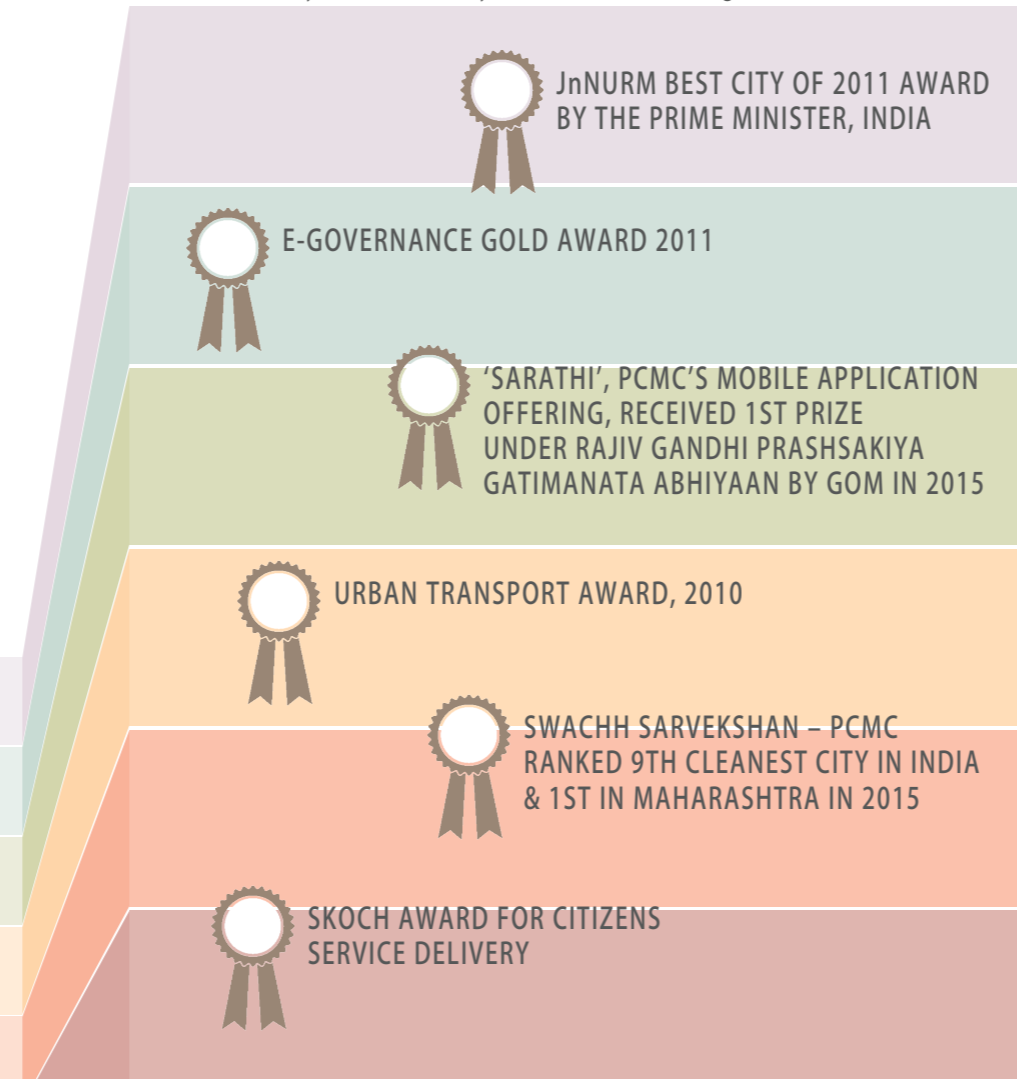 JnNURM BEST CITY OF 2011 AWARD
BY THE PRIME MINISTER, INDIA
E-GOVERNANCE GOLD AWARD 2011
‘SARATHI’, PCMC’S MOBILE APPLICATION
OFFERING, RECEIVED 1ST PRIZE
UNDER RAJIV GANDHI PRASHSAKIYA
GATIMANATA ABHIYAAN BY GOM IN 2015
URBAN TRANSPORT AWARD, 2010
SWACHH SARVEKSHAN – PCMC
RANKED 9TH CLEANEST CITY IN INDIA
& 1ST IN MAHARASHTRA IN 2015
SKOCH AWARD FOR CITIZENS
SERVICE DELIVERY